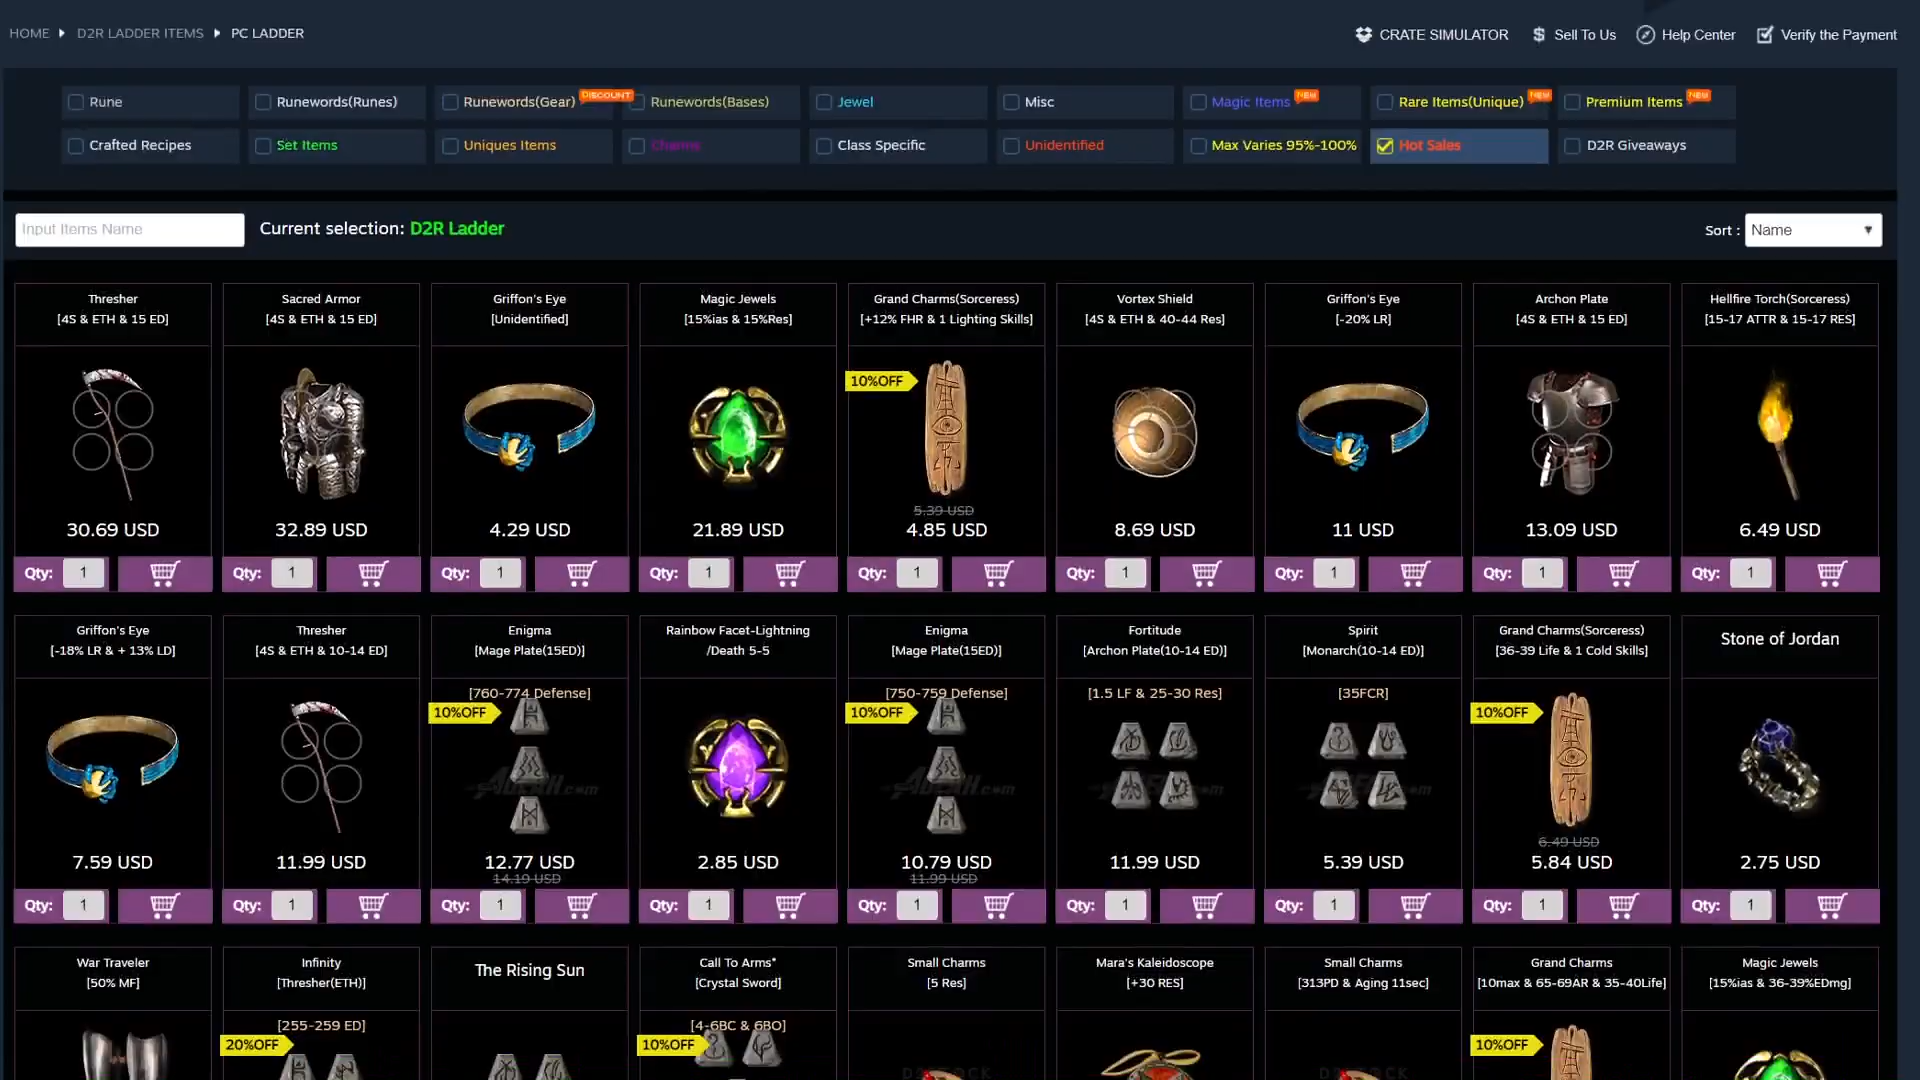 HOME D2R LADDER ITEMS PC LADDER
CRATE SIMULATOR Sell To Us Help Center Verify the Payment
Rune Runewords(Runes) Runewords(Gear) DISCOUNT Runewords(Bases) Jewel Misc Magic Items NEW Rare Items(Unique) NEW Premium Items NEW
Crafted Recipes Set Items Uniques Items Charms Class Specific Unidentified Max Varies 95%-100% Hot Sales D2R Giveaways
Input Items Name Current selection: D2R Ladder Sort : Name
Thresher Sacred Armor Griffon's Eye Magic Jewels Grand Charms(Sorceress) Vortex Shield Griffon's Eye Archon Plate Hellfire Torch(Sorceress)
[4S & ETH & 15 ED] [4S & ETH & 15 ED] [Unidentified] [15%ias & 15%Res] [+12% FHR & 1 Lighting Skills] [4S & ETH & 40-44 Res] [-20% LR] [4S & ETH & 15 ED] [15-17 ATTR & 15-17 RES]
10%OFF
5.39 USD
30.69 USD 32.89 USD 4.29 USD 21.89 USD 4.85 USD 8.69 USD 11 USD 13.09 USD 6.49 USD
Qty: 1 Qty: 1 Qty: 1 Qty: 1 Qty: 1 Qty: 1 Qty: 1 Qty: 1 Qty: 1
Griffon's Eye Thresher Enigma Rainbow Facet-Lightning Enigma Fortitude Spirit Grand Charms(Sorceress) Stone of Jordan
[-18% LR & + 13% LD] [4S & ETH & 10-14 ED] [Mage Plate(15ED)] /Death 5-5 [Mage Plate(15ED)] [Archon Plate(10-14 ED)] [Monarch(10-14 ED)] [36-39 Life & 1 Cold Skills]
[760-774 Defense] [750-759 Defense] [1.5 LF & 25-30 Res] [35FCR]
10%OFF 10%OFF 10%OFF
6.49 USD
7.59 USD 11.99 USD 12.77 USD 2.85 USD 10.79 USD 11.99 USD 5.39 USD 5.84 USD 2.75 USD
14.19 USD 11.99 USD
Qty: 1 Qty: 1 Qty: 1 Qty: 1 Qty: 1 Qty: 1 Qty: 1 Qty: 1 Qty: 1
War Traveler Infinity The Rising Sun Call To Arms* Small Charms Mara's Kaleidoscope Small Charms Grand Charms Magic Jewels
[50% MF] [Thresher(ETH)] [Crystal Sword] [5 Res] [+30 RES] [313PD & Aging 11sec] [10max & 65-69AR & 35-40Life] [15%ias & 36-39%EDmg]
[255-259 ED] [4-6BC & 6BO]
20%OFF 10%OFF 10%OFF